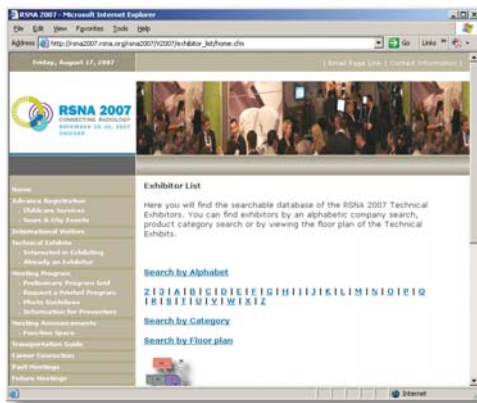 RSNA 2007 - Microsoft Internet Explorer
File Edit View Favorites Tools Help
Address http://rsna2007.rsna.org/rsna2007/V2007/exhibitor_list/home.cfm Go Links »
Friday, August 17, 2007
| Email Page Link | Contact Information |
RSNA 2007
CONNECTING RADIOLOGY
NOVEMBER 25-30, 2007
CHICAGO
Home
Advance Registration
. Childcare Services
. Tours & City Events
International Visitors
Technical Exhibits
. Interested in Exhibiting
. Already an Exhibitor
Meeting Program
. Preliminary Program Grid
. Request a Printed Program
. Photo Guidelines
. Information for Presenters
Meeting Announcements
. Function Space
Transportation Guide
Career Connection
Past Meetings
Future Meetings
Exhibitor List
Here you will find the searchable database of the RSNA 2007 Technical
Exhibitors. You can find exhibitors by an alphabetic company search,
product category search or by viewing the floor plan of the Technical
Exhibits.
Search by Alphabet
2 | 3 | A | B | C | D | E | F | G | H | I | J | K | L | M | N | O | P | Q
| R | S | T | U | V | W | X | Z
Search by Category
Search by Floor plan
Internet